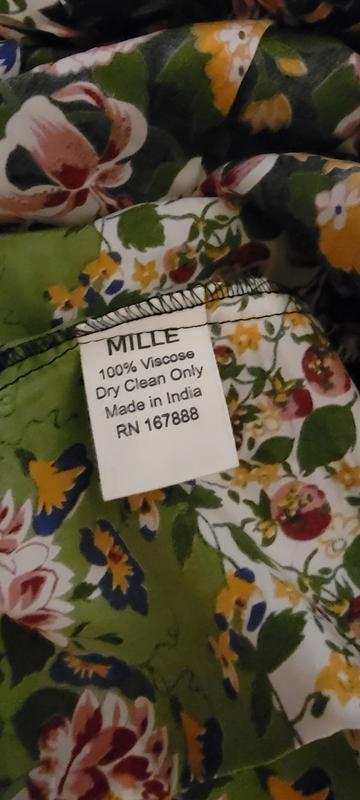 MILLE
100% Viscose
Dry Clean Only
Made in India
RN 167888